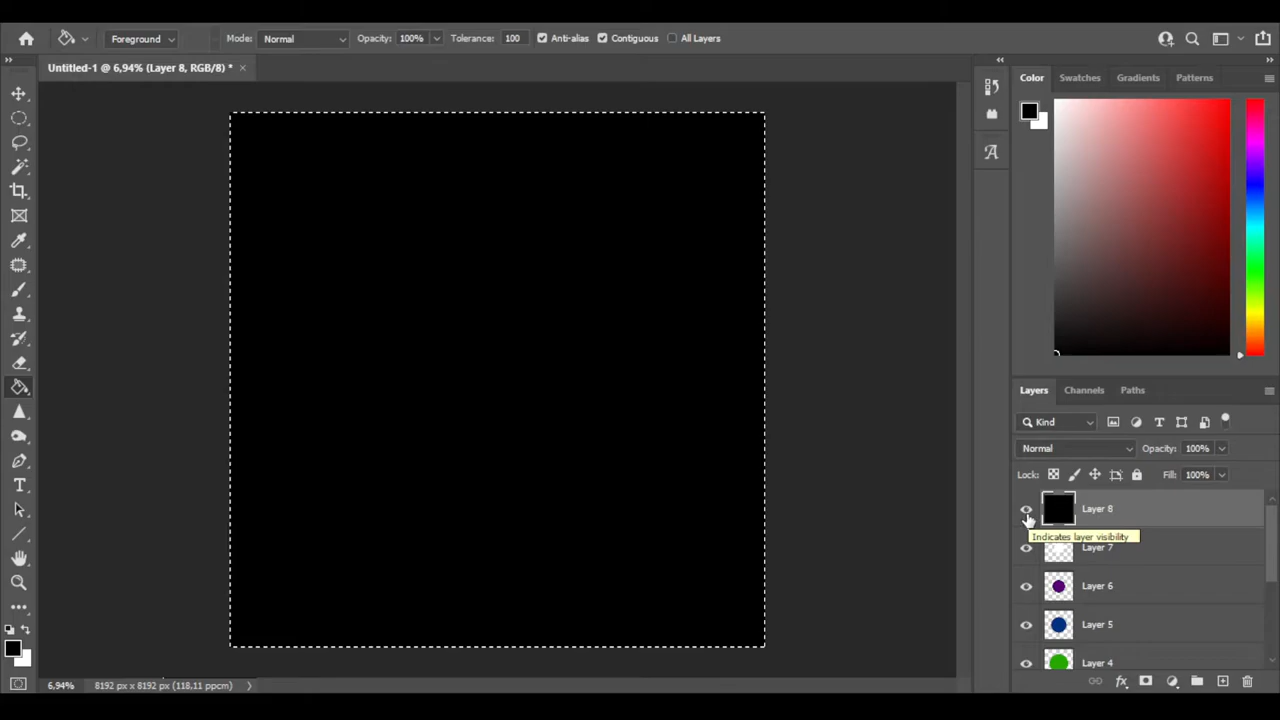 Foreground Mode: Normal Opacity: 100% Tolerance: 100 Anti-alias Contiguous All Layers
Untitled-1 @ 6,94% (Layer 8, RGB/8) * ×
Color Swatches Gradients Patterns
A
Layers Channels Paths
Kind T
Normal Opacity: 100%
Lock: Fill: 100%
Layer 8
Indicates layer visibility
Layer 7
Layer 6
Layer 5
Layer 4
T
6,94% 8192 px x 8192 px (118.11 ppcm)
fx